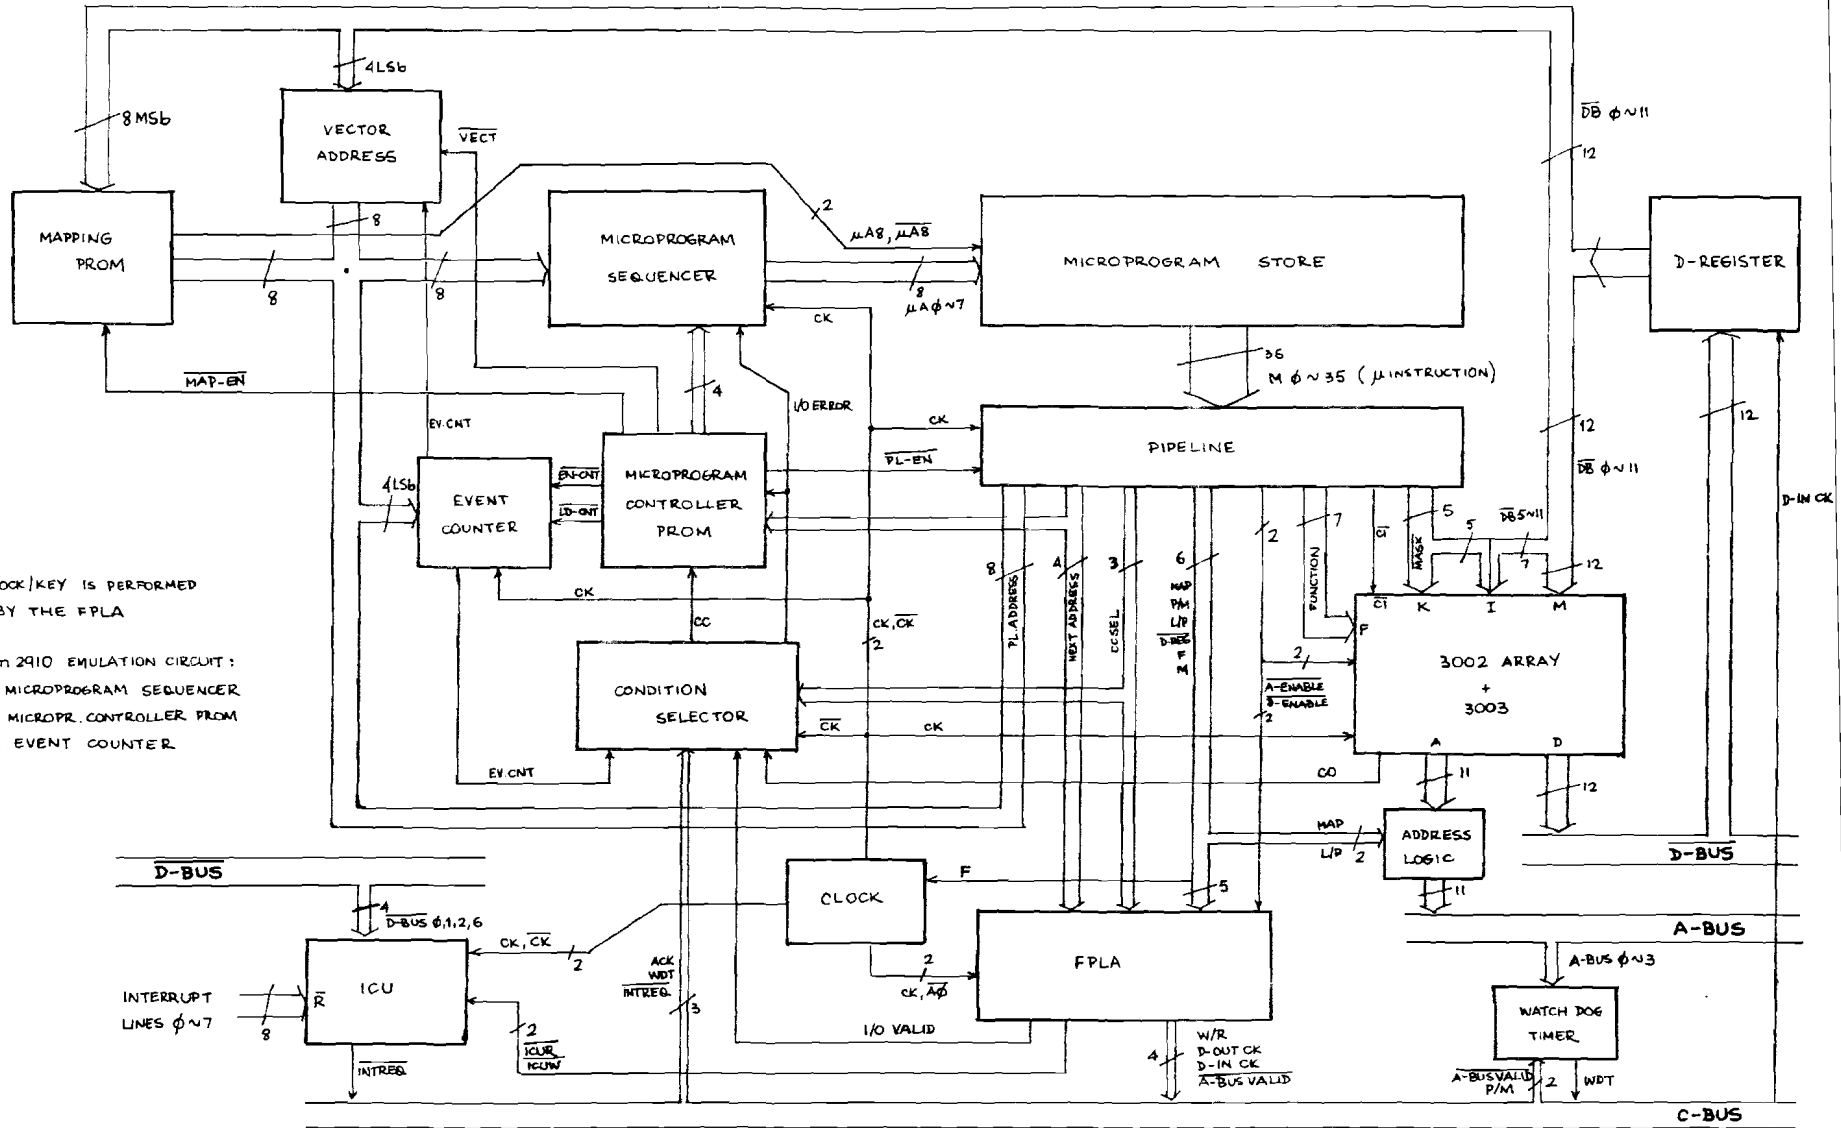 4LSb
8MSb
VECTOR
ADDRESS
VECT
DB φ~11
12
8
2
MAPPING
PROM
MICROPROGRAM
SEQUENCER
μA8, μA8
MICROPROGRAM STORE
D-REGISTER
8
8
8
μAφ~7
CK
36
M φ~35 (μINSTRUCTION)
MAP-EN
4
I/O ERROR
12
12
EV.CNT
CK
PIPELINE
DB φ~11
PL-EN
D-IN CK
4LSb
EVENT
COUNTER
EN-CNT
LD-CNT
MICROPROGRAM
CONTROLLER
PROM
2
7
CI
5
MASK
5
DB5~11
7
12
8
PL.ADDRESS
4
NEXT ADDRESS
3
CCSEL
6
MAP
P/M
L/P
D-REG
F
M
FUNCTION
OCK/KEY IS PERFORMED
BY THE FPLA
CK
CC
CK, CK
2
CI
K
I
M
F
m 2910 EMULATION CIRCUIT:
MICROPROGRAM SEQUENCER
MICROPR. CONTROLLER PROM
EVENT COUNTER
CONDITION
SELECTOR
2
A-ENABLE
D-ENABLE
2
3002 ARRAY
+
3003
CK
CK
A
D
EV.CNT
CO
11
12
MAP
L/P
2
ADDRESS
LOGIC
D-BUS
D-BUS
CLOCK
F
5
11
4
D-BUS φ,1,2,6
A-BUS
CK, CK
2
ACK
WDT
INTREQ
3
2
CK, Aφ
FPLA
A-BUS φ~3
INTERRUPT
LINES φ~7
8
R
ICU
WATCH DOG
TIMER
2
ICUR
ICUW
I/O VALID
4
W/R
D-OUT CK
D-IN CK
A-BUS VALID
INTREQ
A-BUSVALID
P/M
2
WDT
C-BUS